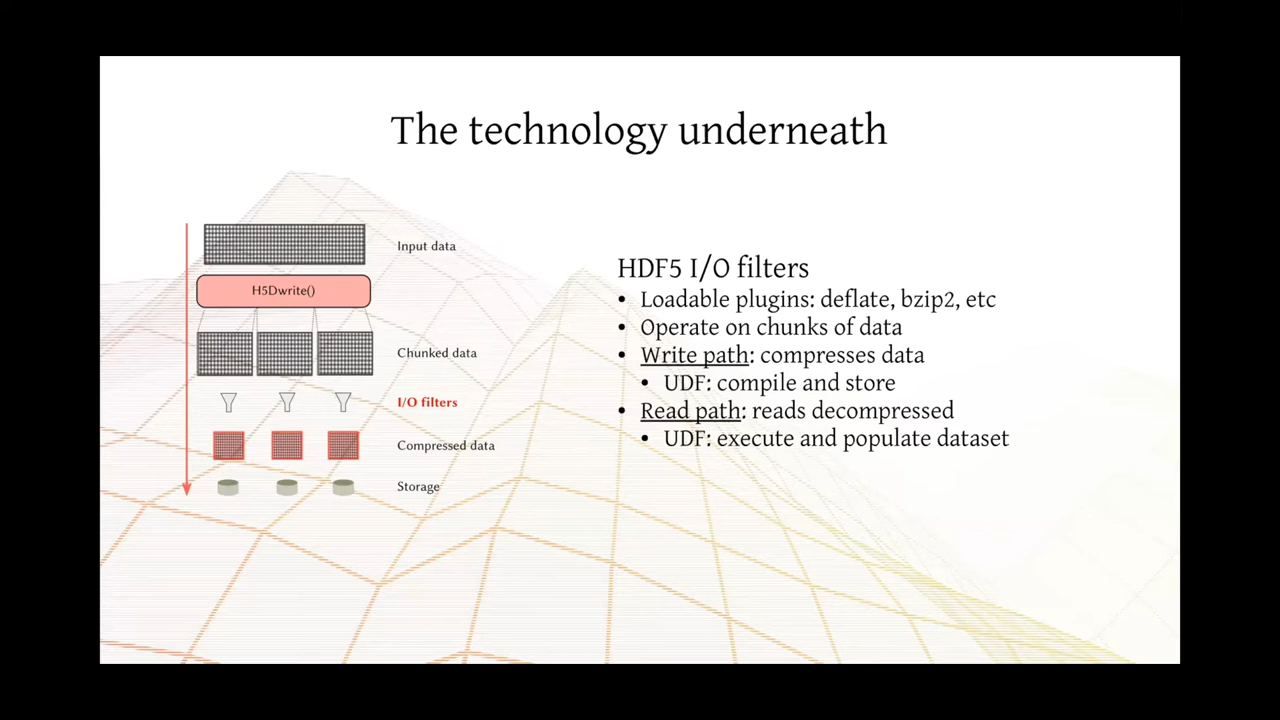 The technology underneath
Input data
H5Dwrite()
Chunked data
I/O filters
Compressed data
Storage
HDF5 I/O filters
• Loadable plugins: deflate, bzip2, etc
• Operate on chunks of data
• Write path: compresses data
• UDF: compile and store
• Read path: reads decompressed
• UDF: execute and populate dataset